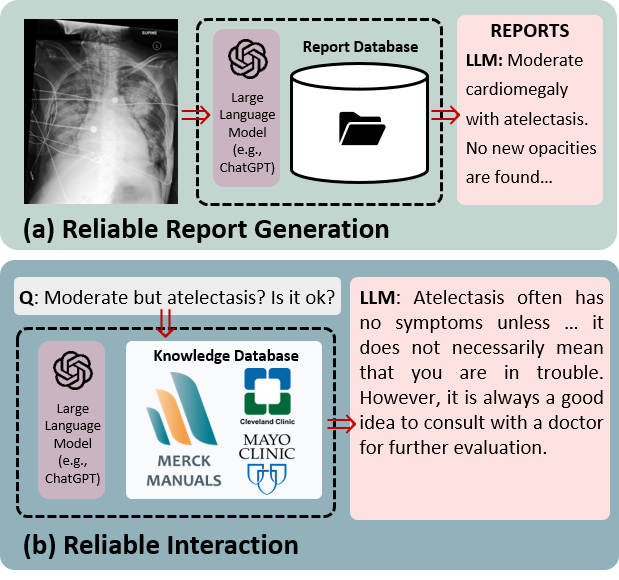 SUPINE
L
Large
Language
Model
(e.g.,
ChatGPT)
Report Database
REPORTS
LLM: Moderate
cardiomegaly
with atelectasis.
No new opacities
are found…
(a) Reliable Report Generation
Q: Moderate but atelectasis? Is it ok?
Large
Language
Model
(e.g.,
ChatGPT)
Knowledge Database
MERCK
MANUALS
Cleveland Clinic
MAYO
CLINIC
LLM: Atelectasis often has
no symptoms unless … it
does not necessarily mean
that you are in trouble.
However, it is always a good
idea to consult with a doctor
for further evaluation.
(b) Reliable Interaction